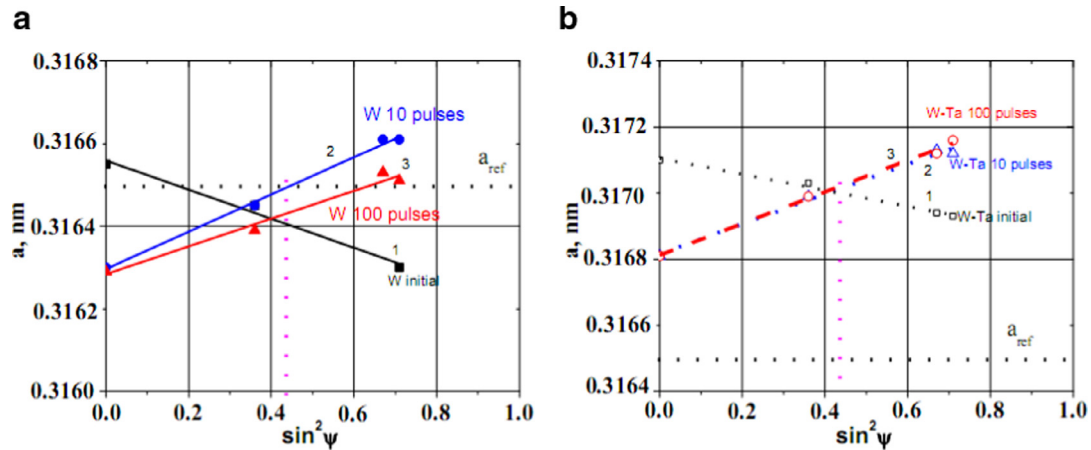 a
0.3168
0.3166
0.3164
0.3162
0.3160
a, nm
W 10 pulses
2
3
a_ref
W 100 pulses
1
W initial
0.0 0.2 0.4 0.6 0.8 1.0
sin²ψ
b
0.3174
0.3172
0.3170
0.3168
0.3166
0.3164
a, nm
W-Ta 100 pulses
3
W-Ta 10 pulses
2
1
W-Ta initial
a_ref
0.0 0.2 0.4 0.6 0.8 1.0
sin²ψ